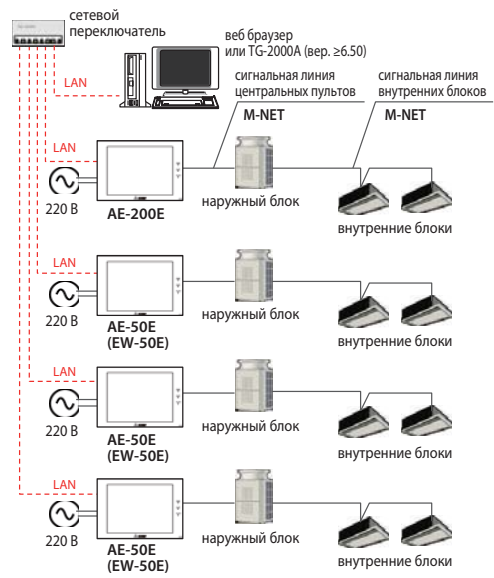 сетевой
переключатель
веб браузер
или TG-2000A (вер. ≥6.50)
LAN
сигнальная линия
центральных пультов
M-NET
сигнальная линия
внутренних блоков
M-NET
LAN
220 В
AE-200E
наружный блок
внутренние блоки
LAN
220 В
AE-50E
(EW-50E)
наружный блок
внутренние блоки
LAN
220 В
AE-50E
(EW-50E)
наружный блок
внутренние блоки
LAN
220 В
AE-50E
(EW-50E)
наружный блок
внутренние блоки